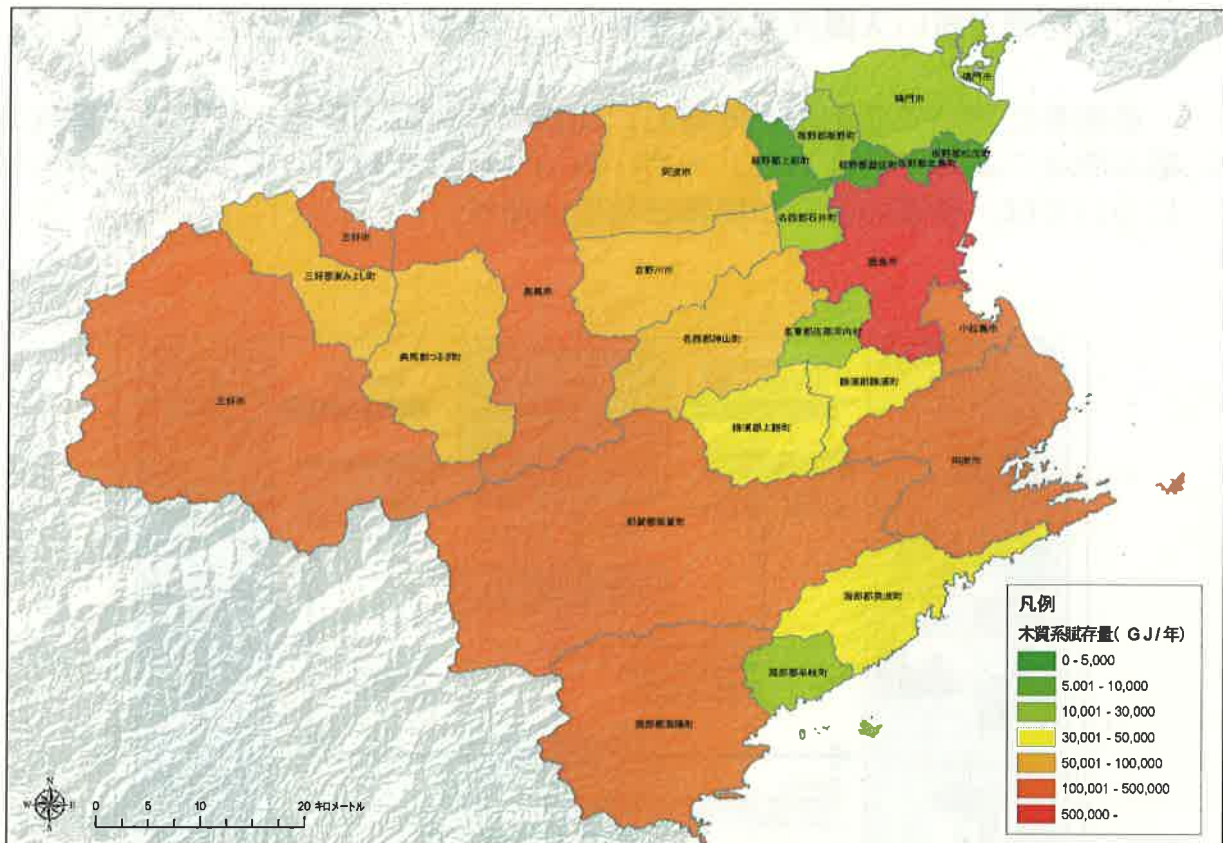 鳴門市
鳴門市
板野郡板野町
板野郡松茂町
板野郡上板町
板野郡藍住町
板野郡北島町
阿波市
名西郡石井町
徳島市
三好市
三好郡東みよし町
吉野川市
美馬市
小松島市
名西郡神山町
名東郡佐那河内村
美馬郡つるぎ町
勝浦郡勝浦町
三好市
勝浦郡上勝町
阿南市
那賀郡那賀町
海部郡美波町
海部郡牟岐町
海部郡海陽町
凡例
木質系賦存量( GJ/年)
0 - 5,000
5.001 - 10,000
10,001 - 30,000
30,001 - 50,000
50,001 - 100,000
100,001 - 500,000
500,000 -
N
W
E
S
0 5 10 20 キロメートル